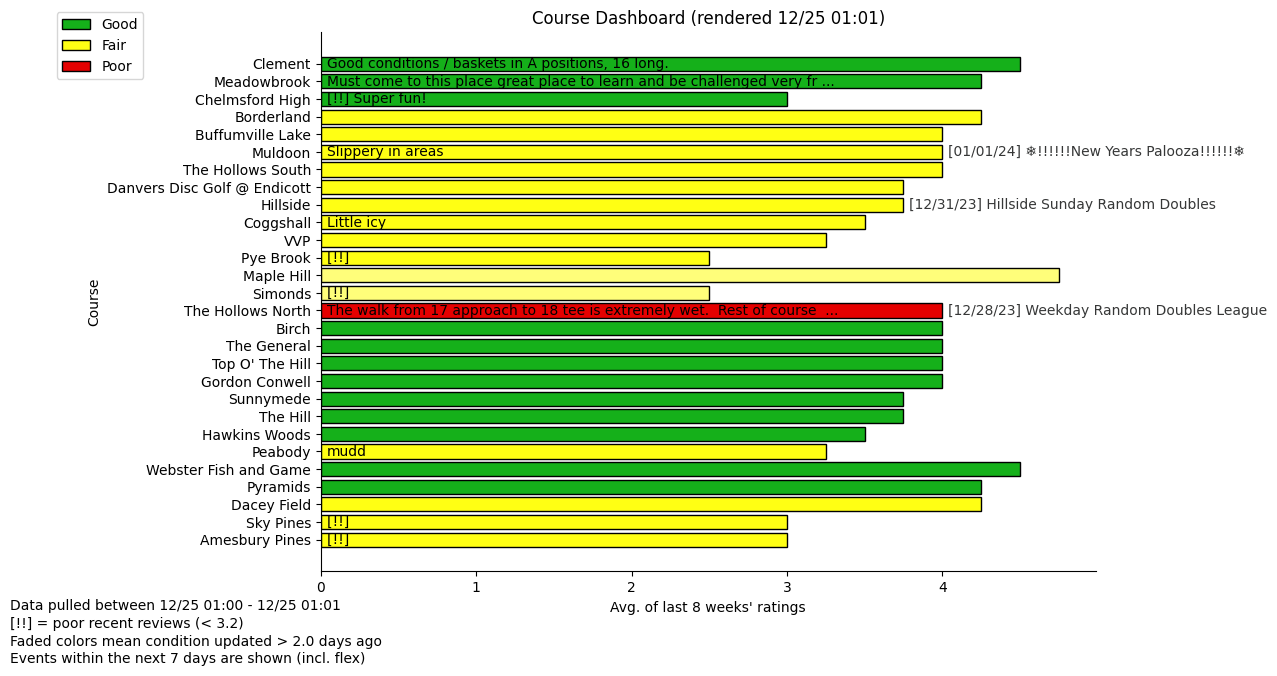 Course Dashboard (rendered 12/25 01:01)
Good
Fair
Poor
Course
Clement Good conditions / baskets in A positions, 16 long.
Meadowbrook Must come to this place great place to learn and be challenged very fr ...
Chelmsford High [!!] Super fun!
Borderland
Buffumville Lake
Muldoon Slippery in areas [01/01/24] ❄!!!!!!New Years Palooza!!!!!!❄
The Hollows South
Danvers Disc Golf @ Endicott
Hillside [12/31/23] Hillside Sunday Random Doubles
Coggshall Little icy
VVP
Pye Brook [!!]
Maple Hill
Simonds [!!]
The Hollows North The walk from 17 approach to 18 tee is extremely wet.  Rest of course  ... [12/28/23] Weekday Random Doubles League
Birch
The General
Top O' The Hill
Gordon Conwell
Sunnymede
The Hill
Hawkins Woods
Peabody mudd
Webster Fish and Game
Pyramids
Dacey Field
Sky Pines [!!]
Amesbury Pines [!!]
0 1 2 3 4
Avg. of last 8 weeks' ratings
Data pulled between 12/25 01:00 - 12/25 01:01
[!!] = poor recent reviews (< 3.2)
Faded colors mean condition updated > 2.0 days ago
Events within the next 7 days are shown (incl. flex)